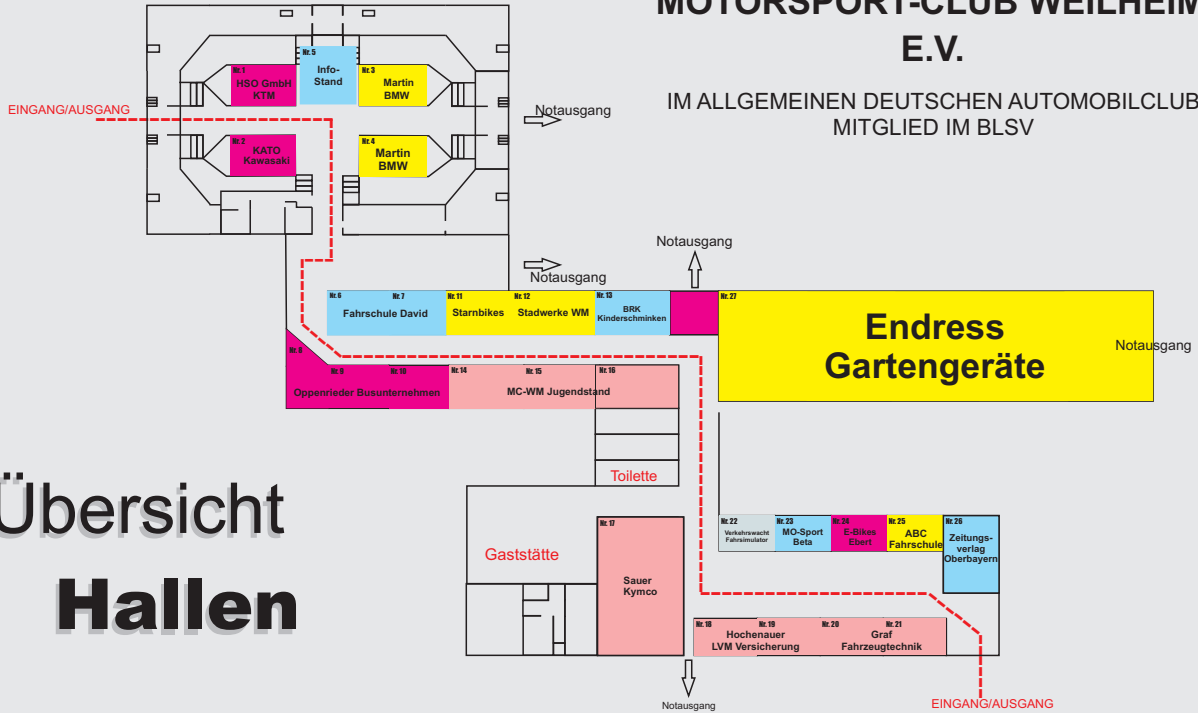 MOTORSPORT-CLUB WEILHEIM
E.V.
IM ALLGEMEINEN DEUTSCHEN AUTOMOBILCLUB
MITGLIED IM BLSV
EINGANG/AUSGANG
Nr. 1
HSO GmbH
KTM
Nr. 5
Info-
Stand
Nr. 3
Martin
BMW
Notausgang
Nr. 2
KATO
Kawasaki
Nr. 4
Martin
BMW
Notausgang
Notausgang
Nr. 6
Nr. 7
Fahrschule David
Nr. 11
Starnbikes
Nr. 12
Stadwerke WM
Nr. 13
BRK
Kinderschminken
Nr. 27
Endress
Gartengeräte
Notausgang
Nr. 8
Nr. 9
Nr. 10
Oppenrieder Busunternehmen
Nr. 14
Nr. 15
Nr. 16
MC-WM Jugendstand
Toilette
Übersicht
Hallen
Gaststätte
Nr. 17
Sauer
Kymco
Nr. 22
Verkehrswacht
Fahrsimulator
Nr. 23
MO-Sport
Beta
Nr. 24
E-Bikes
Ebert
Nr. 25
ABC
Fahrschule
Nr. 26
Zeitungs-
verlag
Oberbayern
Nr. 18
Nr. 19
Hochenauer
LVM Versicherung
Nr. 20
Nr. 21
Graf
Fahrzeugtechnik
Notausgang
EINGANG/AUSGANG